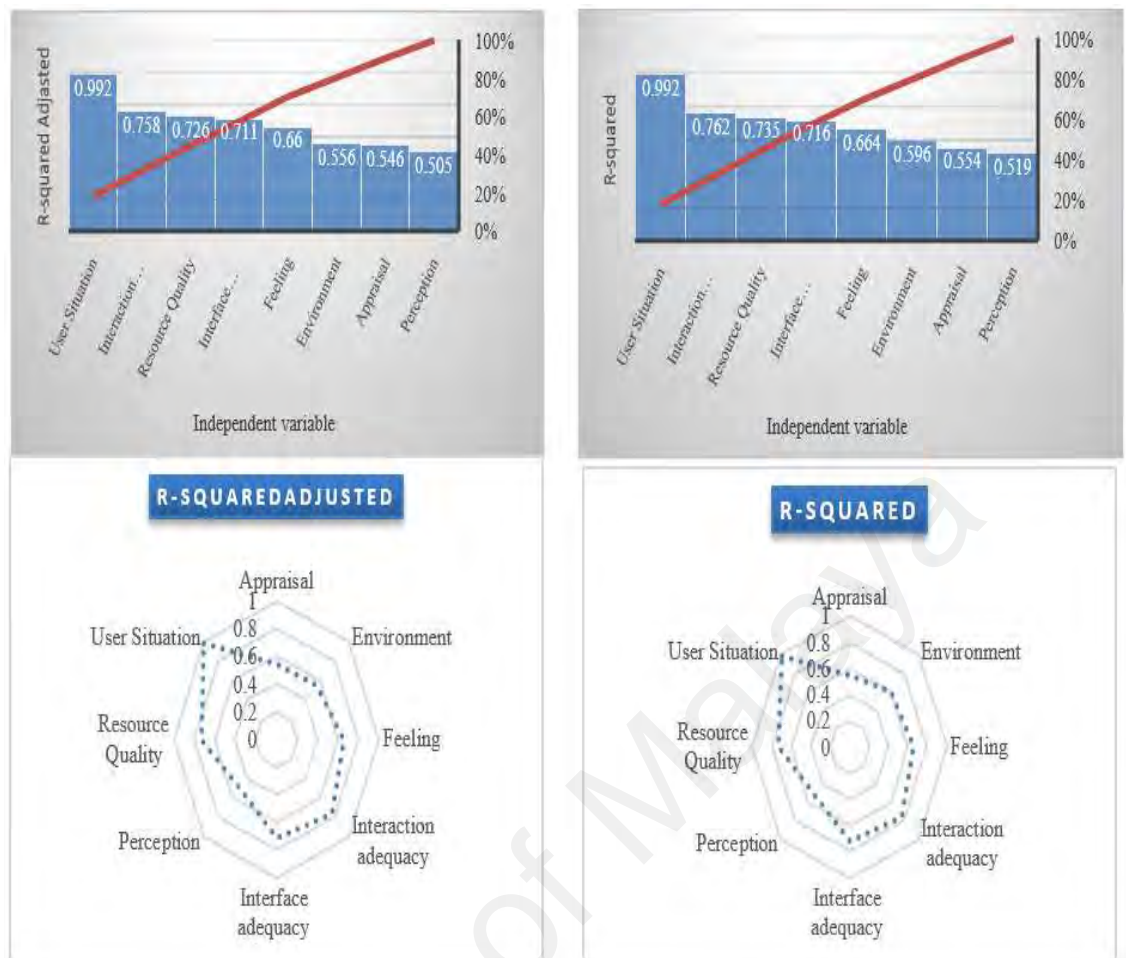 R-squared Adjasted
0.992
0.758
0.726
0.711
0.66
0.556
0.546
0.505
100%
80%
60%
40%
20%
0%
User Situation
Interaction...
Resource Quality
Interface...
Feeling
Environment
Appraisal
Perception
Independent variable
R-squared
0.992
0.762
0.735
0.716
0.664
0.596
0.554
0.519
100%
80%
60%
40%
20%
0%
User Situation
Interaction...
Resource Quality
Interface...
Feeling
Environment
Appraisal
Perception
Independent variable
R-SQUAREDADJUSTED
Appraisal
1
0.8
0.6
0.4
0.2
0
User Situation
Environment
Resource
Quality
Feeling
Perception
Interaction
adequacy
Interface
adequacy
R-SQUARED
Appraisal
1
0.8
0.6
0.4
0.2
0
User Situation
Environment
Resource
Quality
Feeling
Perception
Interaction
adequacy
Interface
adequacy
of Malaya